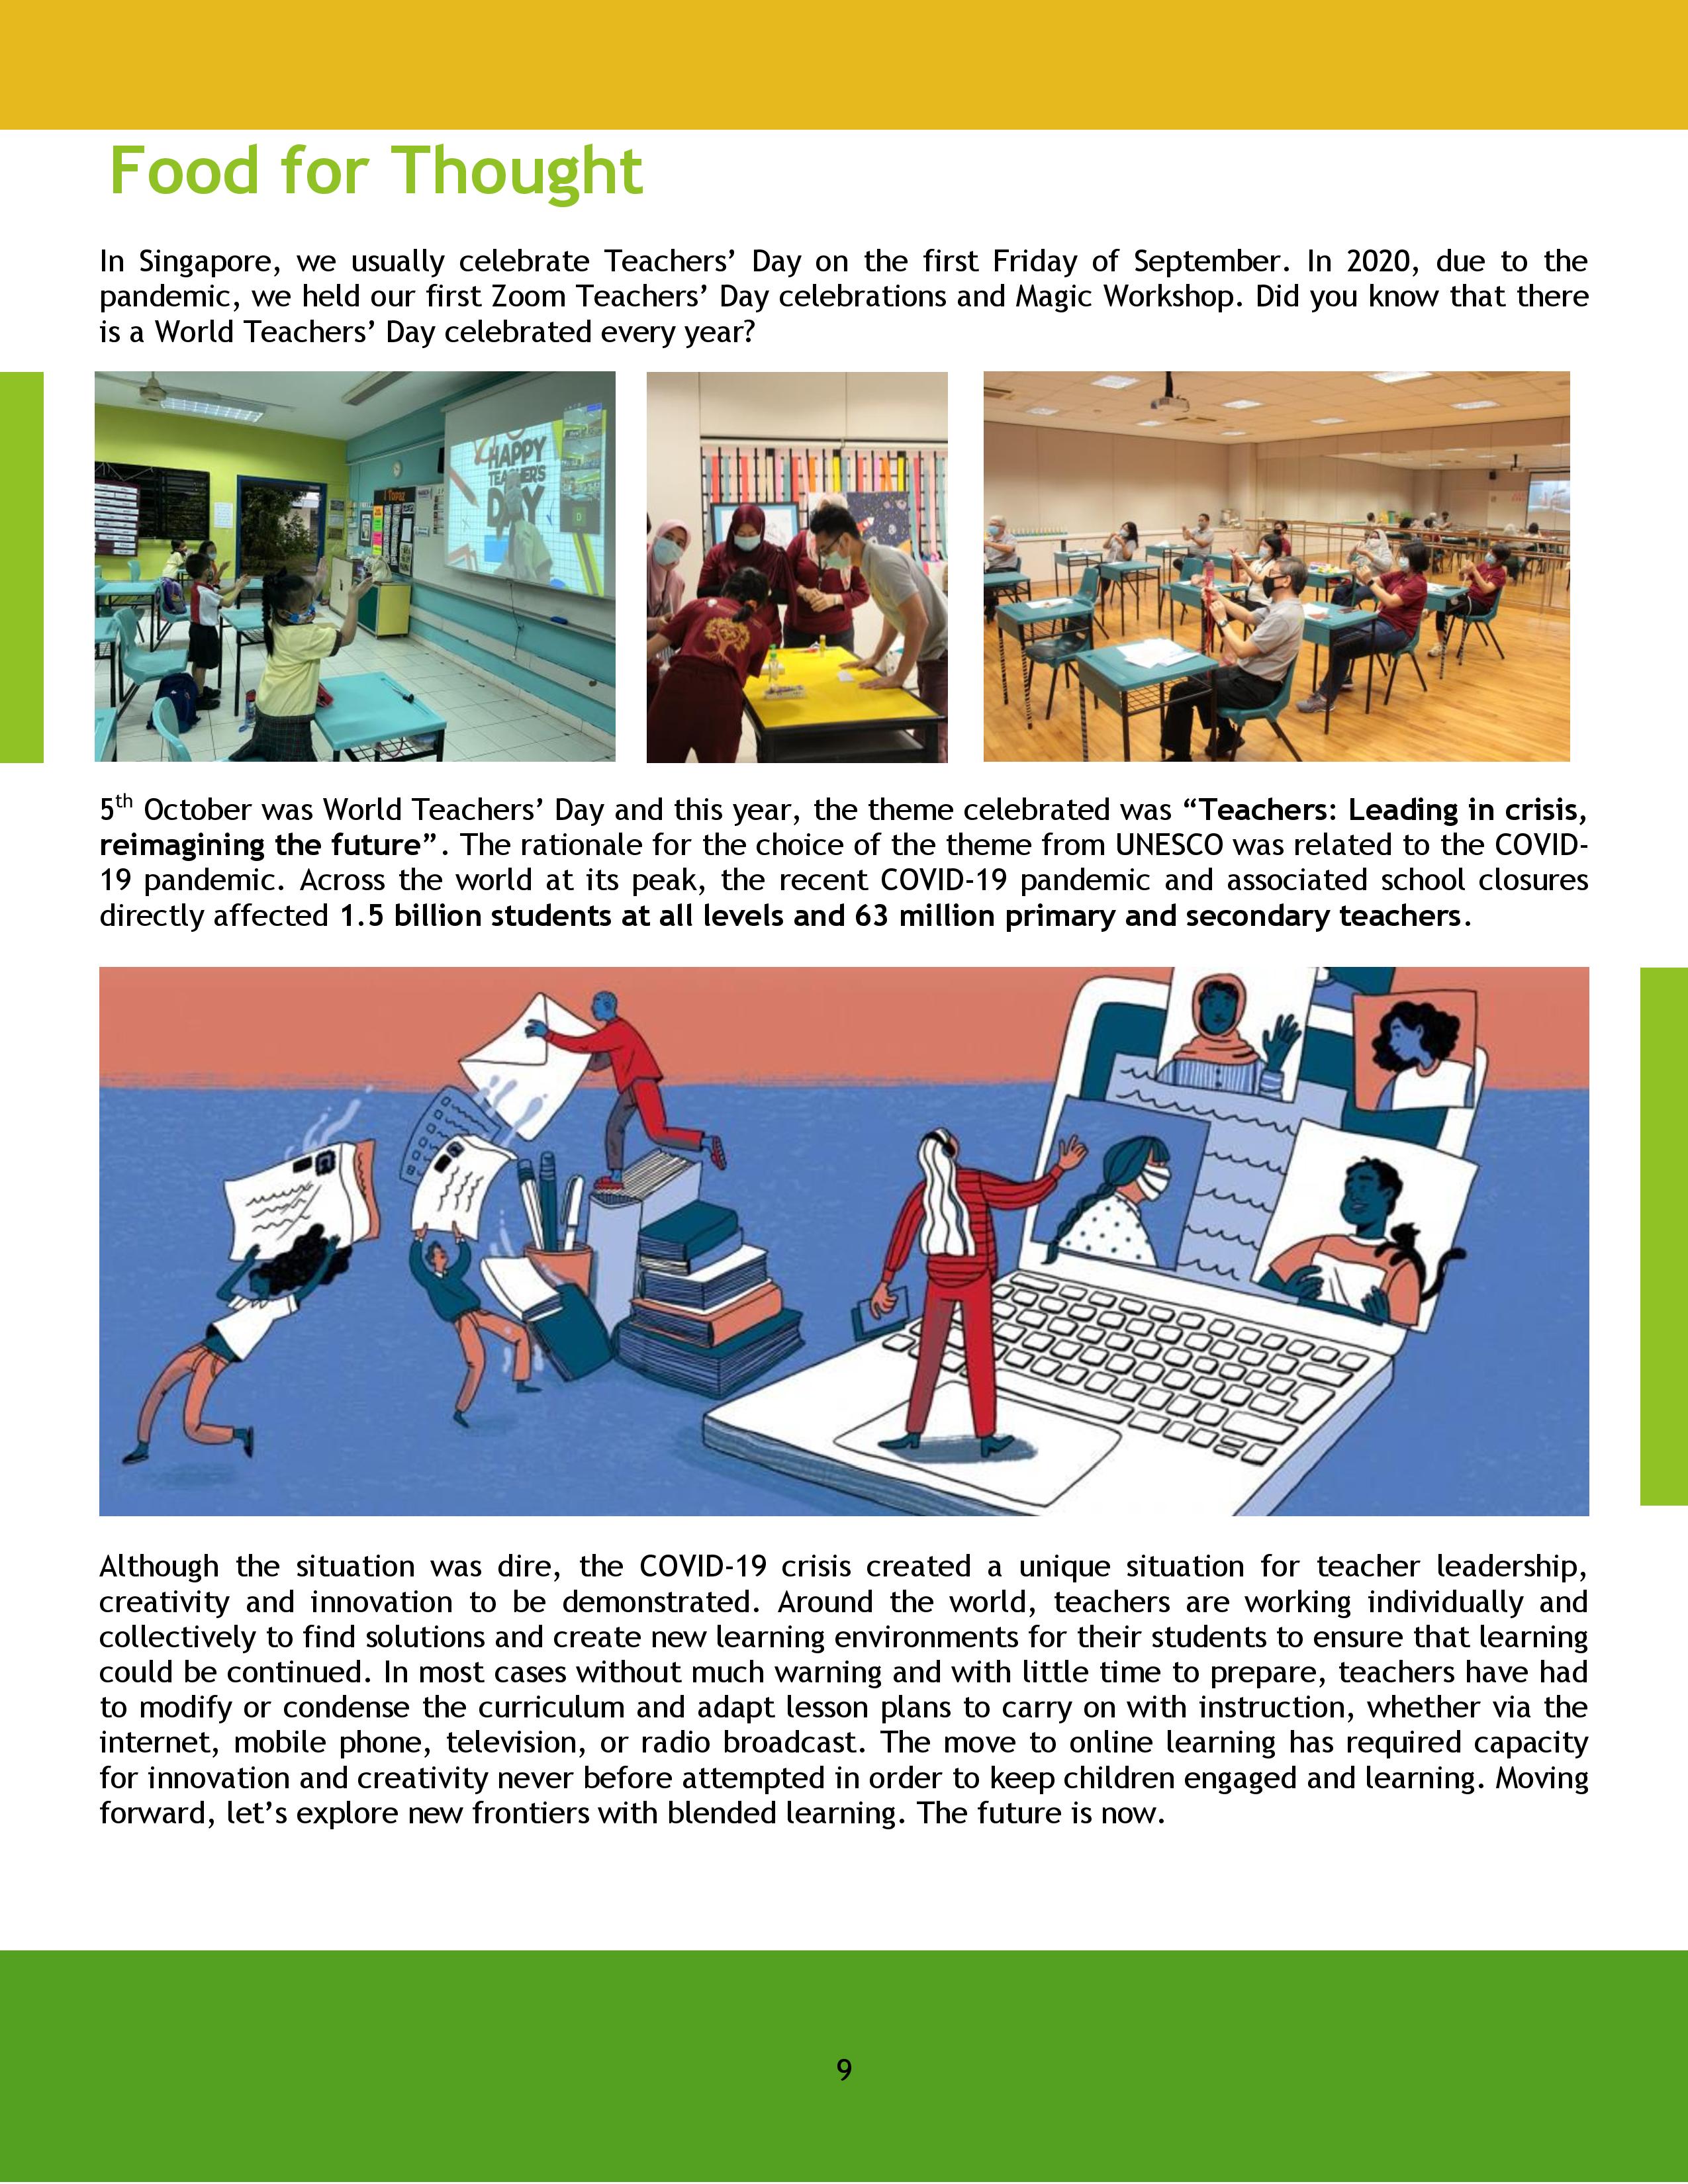 Food for Thought
In Singapore, we usually celebrate Teachers’ Day on the first Friday of September. In 2020, due to the
pandemic, we held our first Zoom Teachers’ Day celebrations and Magic Workshop. Did you know that there
is a World Teachers’ Day celebrated every year?
1 TOPAZ
HAPPY
TEACHER'S
DAY
5th October was World Teachers’ Day and this year, the theme celebrated was “Teachers: Leading in crisis,
reimagining the future”. The rationale for the choice of the theme from UNESCO was related to the COVID-
19 pandemic. Across the world at its peak, the recent COVID-19 pandemic and associated school closures
directly affected 1.5 billion students at all levels and 63 million primary and secondary teachers.
Although the situation was dire, the COVID-19 crisis created a unique situation for teacher leadership,
creativity and innovation to be demonstrated. Around the world, teachers are working individually and
collectively to find solutions and create new learning environments for their students to ensure that learning
could be continued. In most cases without much warning and with little time to prepare, teachers have had
to modify or condense the curriculum and adapt lesson plans to carry on with instruction, whether via the
internet, mobile phone, television, or radio broadcast. The move to online learning has required capacity
for innovation and creativity never before attempted in order to keep children engaged and learning. Moving
forward, let’s explore new frontiers with blended learning. The future is now.
9